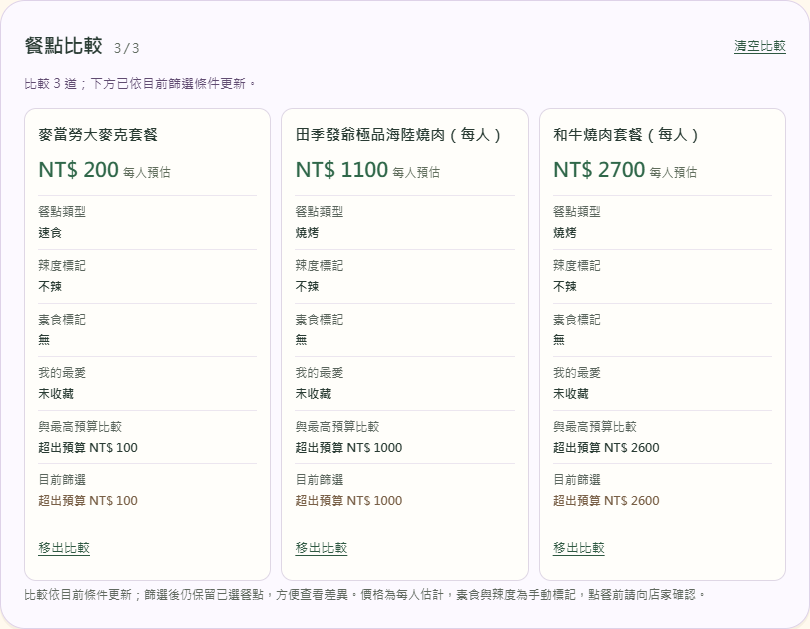 餐點比較 3/3
清空比較
比較 3 道；下方已依目前篩選條件更新。
麥當勞大麥克套餐
NT$ 200 每人預估
餐點類型
速食
辣度標記
不辣
素食標記
無
我的最愛
未收藏
與最高預算比較
超出預算 NT$ 100
目前篩選
超出預算 NT$ 100
移出比較
田季發爺極品海陸燒肉（每人）
NT$ 1100 每人預估
餐點類型
燒烤
辣度標記
不辣
素食標記
無
我的最愛
未收藏
與最高預算比較
超出預算 NT$ 1000
目前篩選
超出預算 NT$ 1000
移出比較
和牛燒肉套餐（每人）
NT$ 2700 每人預估
餐點類型
燒烤
辣度標記
不辣
素食標記
無
我的最愛
未收藏
與最高預算比較
超出預算 NT$ 2600
目前篩選
超出預算 NT$ 2600
移出比較
比較依目前條件更新；篩選後仍保留已選餐點，方便查看差異。價格為每人估計，素食與辣度為手動標記，點餐前請向店家確認。